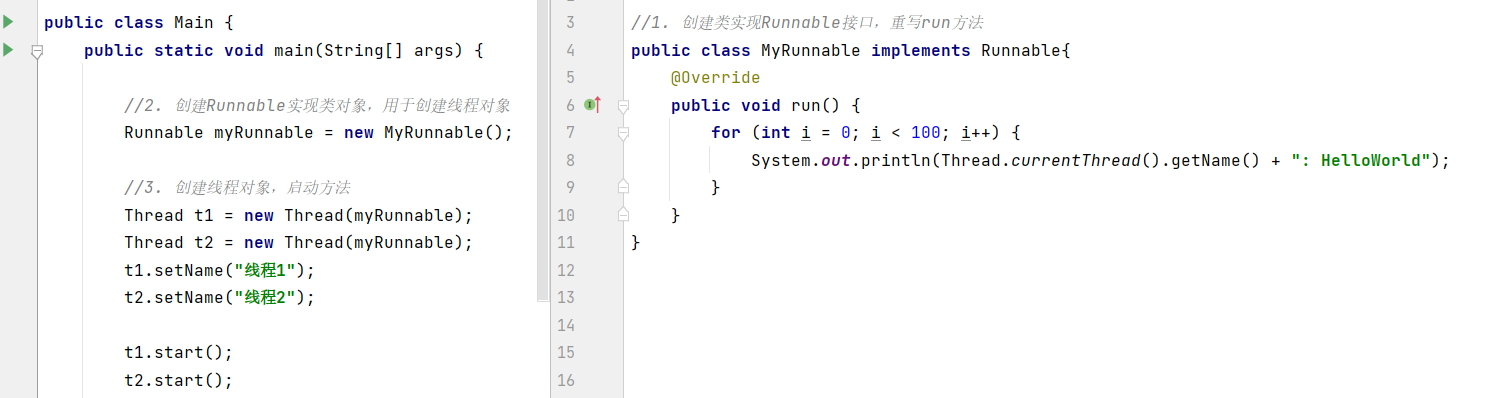 public class Main {
public static void main(String[] args) {
//2. 创建Runnable实现类对象，用于创建线程对象
Runnable myRunnable = new MyRunnable();
//3. 创建线程对象，启动方法
Thread t1 = new Thread(myRunnable);
Thread t2 = new Thread(myRunnable);
t1.setName("线程1");
t2.setName("线程2");
t1.start();
t2.start();
3 //1. 创建类实现Runnable接口，重写run方法
4 public class MyRunnable implements Runnable{
5 @Override
6 public void run() {
7 for (int i = 0; i < 100; i++) {
8 System.out.println(Thread.currentThread().getName() + ": HelloWorld");
9 }
10 }
11 }
12
13
14
15
16